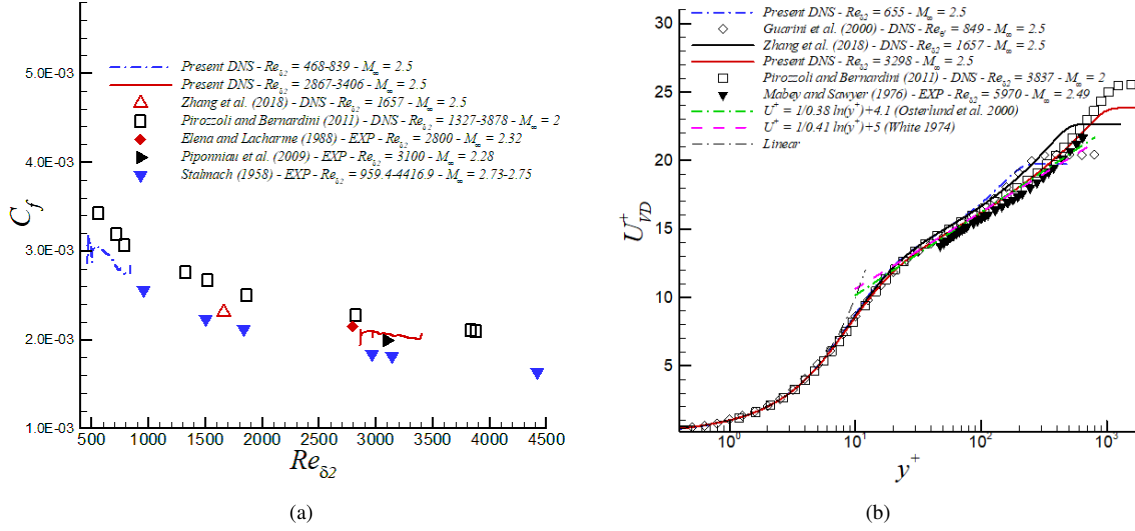 C_f
5.0E-03
4.0E-03
3.0E-03
2.0E-03
1.0E-03
500 1000 1500 2000 2500 3000 3500 4000 4500
Re_δ2
Present DNS - Re_δ2 = 468-839 - M_∞ = 2.5
Present DNS - Re_δ2 = 2867-3406 - M_∞ = 2.5
Zhang et al. (2018) - DNS - Re_δ2 = 1657 - M_∞ = 2.5
Pirozzoli and Bernardini (2011) - DNS - Re_δ2 = 1327-3878 - M_∞ = 2
Elena and Lacharme (1988) - EXP - Re_δ2 = 2800 - M_∞ = 2.32
Piponniau et al. (2009) - EXP - Re_δ2 = 3100 - M_∞ = 2.28
Stalmach (1958) - EXP - Re_δ2 = 959.4-4416.9 - M_∞ = 2.73-2.75
(a)
U^+_VD
30
25
20
15
10
5
10^0 10^1 10^2 10^3
y^+
Present DNS - Re_δ2 = 655 - M_∞ = 2.5
Guarini et al. (2000) - DNS - Re_θ' = 849 - M_∞ = 2.5
Zhang et al. (2018) - DNS - Re_δ2 = 1657 - M_∞ = 2.5
Present DNS - Re_δ2 = 3298 - M_∞ = 2.5
Pirozzoli and Bernardini (2011) - DNS - Re_δ2 = 3837 - M_∞ = 2
Mabey and Sawyer (1976) - EXP - Re_δ2 = 5970 - M_∞ = 2.49
U^+ = 1/0.38 ln(y^+)+4.1 (Osterlund et al. 2000)
U^+ = 1/0.41 ln(y^+)+5 (White 1974)
Linear
(b)